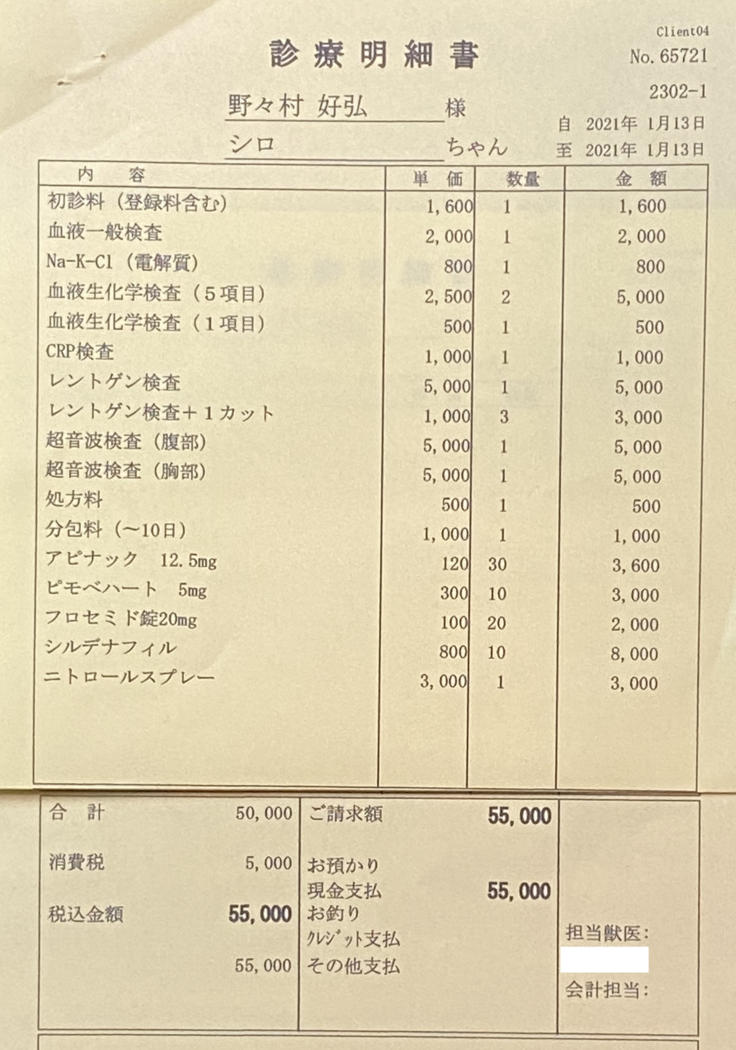 Client04
診療明細書
No. 65721
2302-1
野々村 好弘 様
自 2021年 1月13日
シロ ちゃん
至 2021年 1月13日
内 容 単 価 数量 金 額
初診料（登録料含む） 1,600 1 1,600
血液一般検査 2,000 1 2,000
Na-K-Cl（電解質） 800 1 800
血液生化学検査（５項目） 2,500 2 5,000
血液生化学検査（１項目） 500 1 500
CRP検査 1,000 1 1,000
レントゲン検査 5,000 1 5,000
レントゲン検査＋１カット 1,000 3 3,000
超音波検査（腹部） 5,000 1 5,000
超音波検査（胸部） 5,000 1 5,000
処方料 500 1 500
分包料（〜10日） 1,000 1 1,000
アピナック 12.5mg 120 30 3,600
ピモベハート 5mg 300 10 3,000
フロセミド錠20mg 100 20 2,000
シルデナフィル 800 10 8,000
ニトロールスプレー 3,000 1 3,000
合 計 50,000 ご請求額 55,000
消費税 5,000 お預かり
現金支払 55,000
税込金額 55,000 お釣り
ｸﾚｼﾞｯﾄ支払
担当獣医:
55,000 その他支払
会計担当: